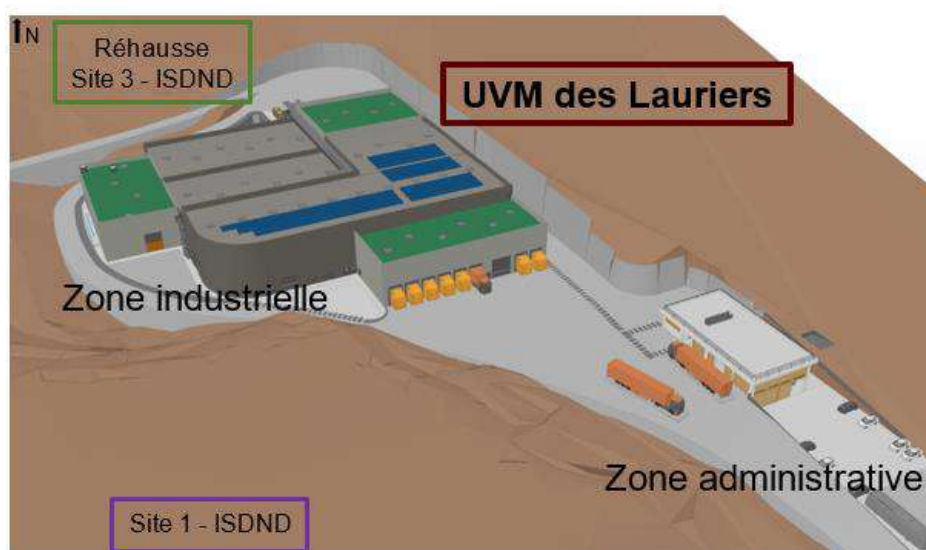 N
Réhausse
Site 3 - ISDND
UVM des Lauriers
Zone industrielle
Zone administrative
Site 1 - ISDND